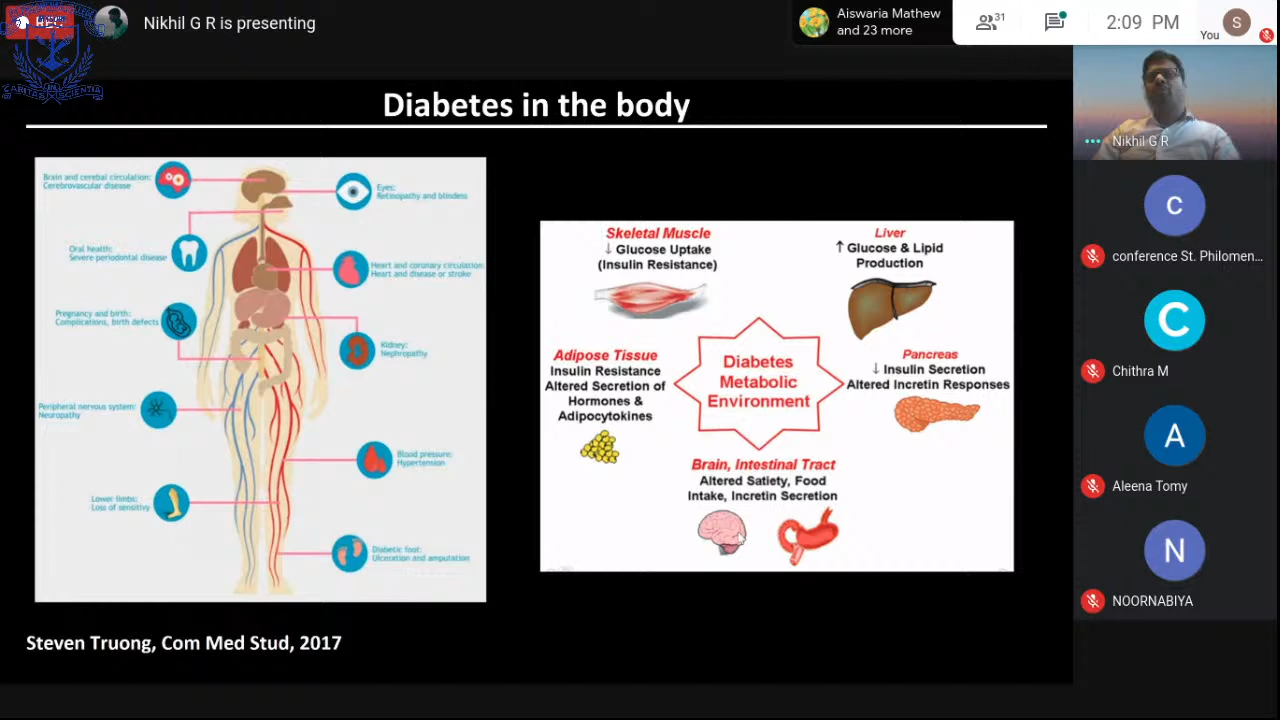 Nikhil G R is presenting
Aiswaria Mathew
and 23 more
31
2:09 PM
You
S
CARITAS
SCIENTIA
Diabetes in the body
Brain and cerebral circulation:
Cerebrovascular disease
Eyes:
Retinopathy and blindess
Oral health:
Severe periodontal disease
Heart and coronary circulation:
Heart and disease or stroke
Pregnancy and birth:
Complications, birth defects
Kidney:
Nephropathy
Peripheral nervous system:
Neuropathy
Blood pressure:
Hypertension
Lower limbs:
Loss of sensitivy
Diabetic foot:
Ulceration and amputation
Skeletal Muscle
↓ Glucose Uptake
(Insulin Resistance)
Liver
↑ Glucose & Lipid
Production
Adipose Tissue
Insulin Resistance
Altered Secretion of
Hormones &
Adipocytokines
Diabetes
Metabolic
Environment
Pancreas
↓ Insulin Secretion
Altered Incretin Responses
Brain, Intestinal Tract
Altered Satiety, Food
Intake, Incretin Secretion
Steven Truong, Com Med Stud, 2017
Nikhil G R
C
conference St. Philomen...
C
Chithra M
A
Aleena Tomy
N
NOORNABIYA